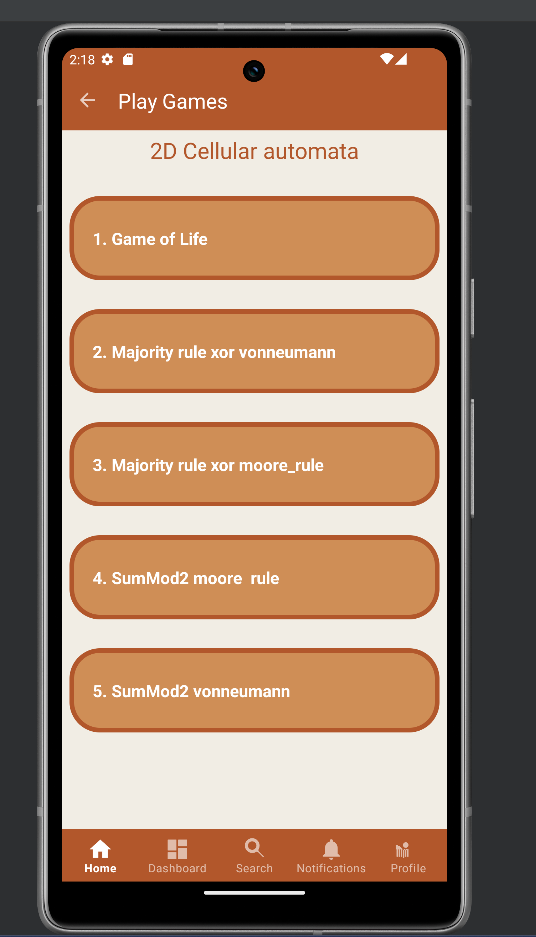 2:18
Play Games
2D Cellular automata
1. Game of Life
2. Majority rule xor vonneumann
3. Majority rule xor moore_rule
4. SumMod2 moore  rule
5. SumMod2 vonneumann
Home Dashboard Search Notifications Profile